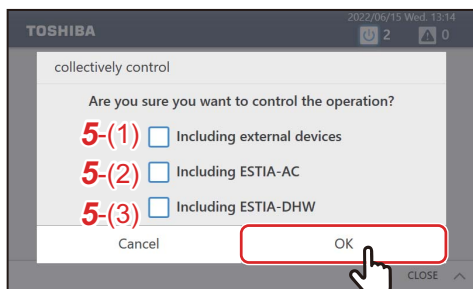 2022/06/15 Wed. 13:14
TOSHIBA
2
0
collectively control
Are you sure you want to control the operation?
5-(1) Including external devices
5-(2) Including ESTIA-AC
5-(3) Including ESTIA-DHW
Cancel OK
CLOSE